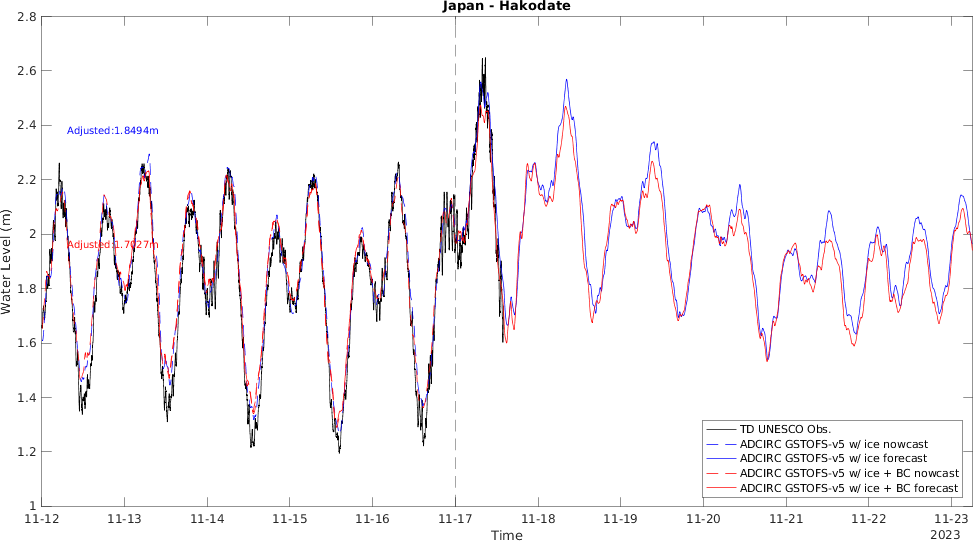 Japan - Hakodate
2.8
2.6
2.4
2.2
2
1.8
1.6
1.4
1.2
1
Water Level (m)
Adjusted:1.8494m
Adjusted:1.7027m
TD UNESCO Obs.
ADCIRC GSTOFS-v5 w/ ice nowcast
ADCIRC GSTOFS-v5 w/ ice forecast
ADCIRC GSTOFS-v5 w/ ice + BC nowcast
ADCIRC GSTOFS-v5 w/ ice + BC forecast
11-12 11-13 11-14 11-15 11-16 11-17 11-18 11-19 11-20 11-21 11-22 11-23
2023
Time